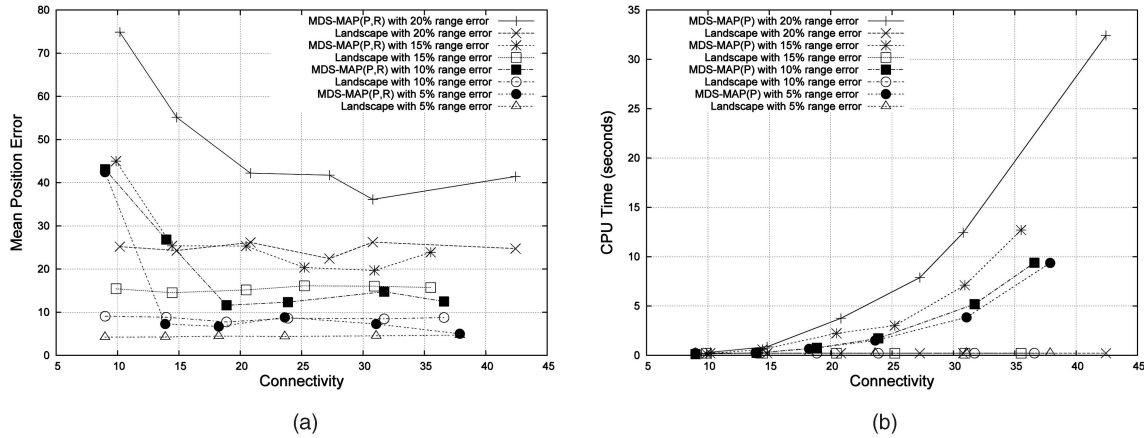 MDS-MAP(P,R) with 20% range error
Landscape with 20% range error
MDS-MAP(P,R) with 15% range error
Landscape with 15% range error
MDS-MAP(P,R) with 10% range error
Landscape with 10% range error
MDS-MAP(P,R) with 5% range error
Landscape with 5% range error
80
70
60
50
40
30
20
10
0
Mean Position Error
5 10 15 20 25 30 35 40 45
Connectivity
(a)
MDS-MAP(P) with 20% range error
Landscape with 20% range error
MDS-MAP(P) with 15% range error
Landscape with 15% range error
MDS-MAP(P) with 10% range error
Landscape with 10% range error
MDS-MAP(P) with 5% range error
Landscape with 5% range error
35
30
25
20
15
10
5
0
CPU Time (seconds)
5 10 15 20 25 30 35 40 45
Connectivity
(b)